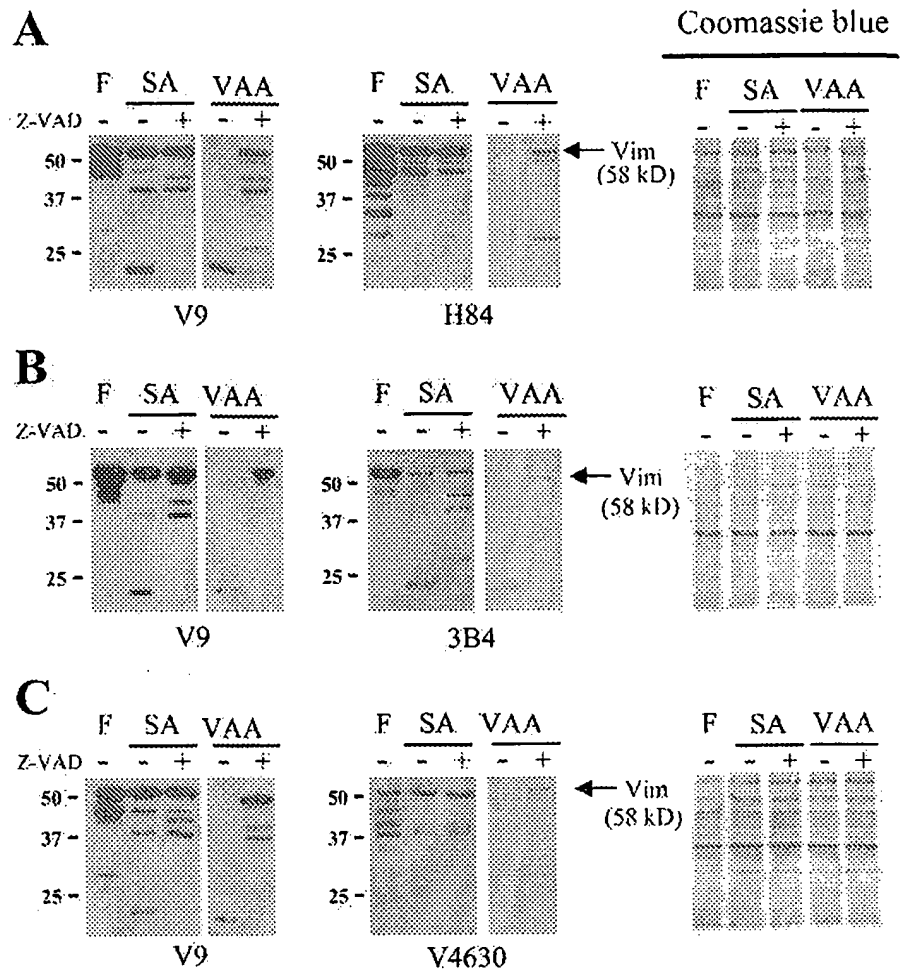 A
Coomassie blue
F SA VAA F SA VAA F SA VAA
Z-VAD - - + - + - - + - + - - + - +
50 - 50 - Vim
37 - 37 - (58 kD)
25 - 25 -
V9 H84
B
F SA VAA F SA VAA F SA VAA
Z-VAD. - - + - + - - + - + - - + - +
50 - 50 - Vim
37 - 37 - (58 kD)
25 - 25 -
V9 3B4
C
F SA VAA F SA VAA F SA VAA
Z-VAD - - + - + - - + - + - - + - +
50 - 50 - Vim
37 - 37 - (58 kD)
25 - 25 -
V9 V4630